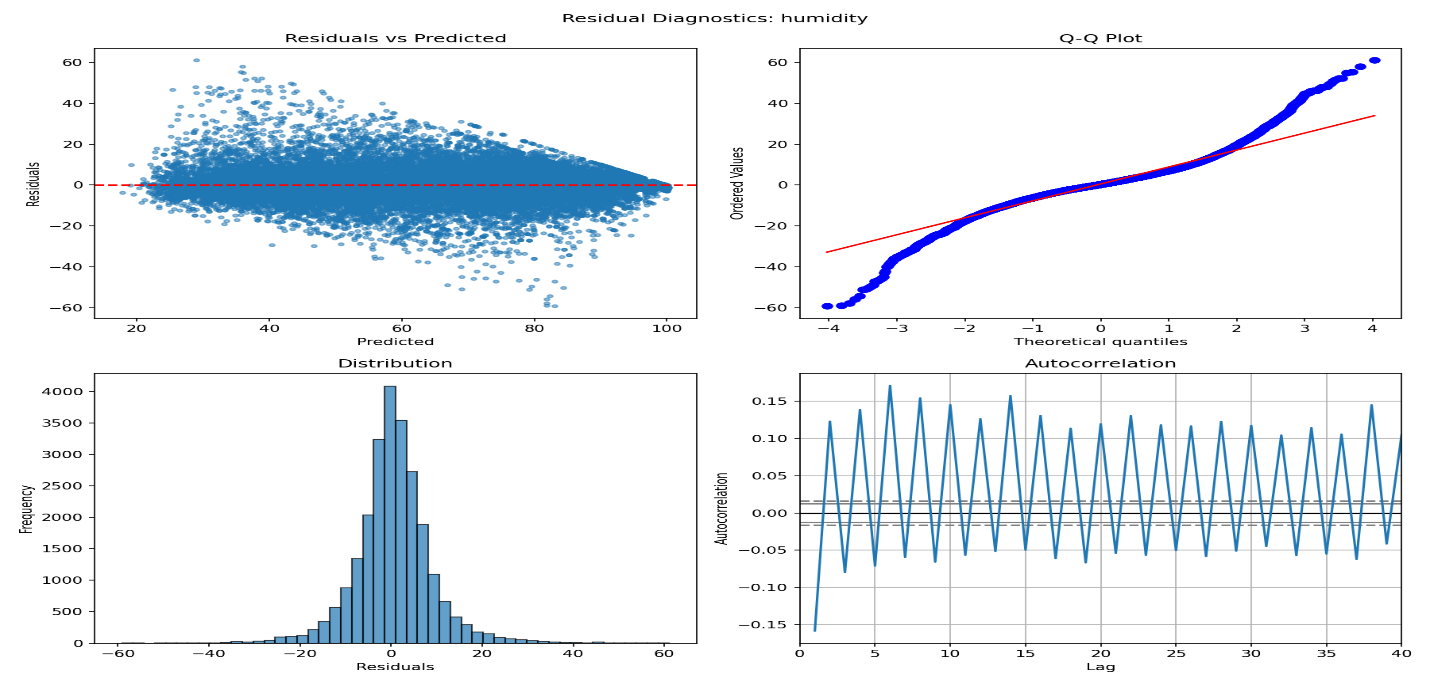 Residual Diagnostics: humidity
Residuals vs Predicted
Residuals
60
40
20
0
−20
−40
−60
20 40 60 80 100
Predicted
Q-Q Plot
Ordered Values
60
40
20
0
−20
−40
−60
−4 −3 −2 −1 0 1 2 3 4
Theoretical quantiles
Distribution
Frequency
4000
3500
3000
2500
2000
1500
1000
500
0
−60 −40 −20 0 20 40 60
Residuals
Autocorrelation
Autocorrelation
0.15
0.10
0.05
0.00
−0.05
−0.10
−0.15
0 5 10 15 20 25 30 35 40
Lag